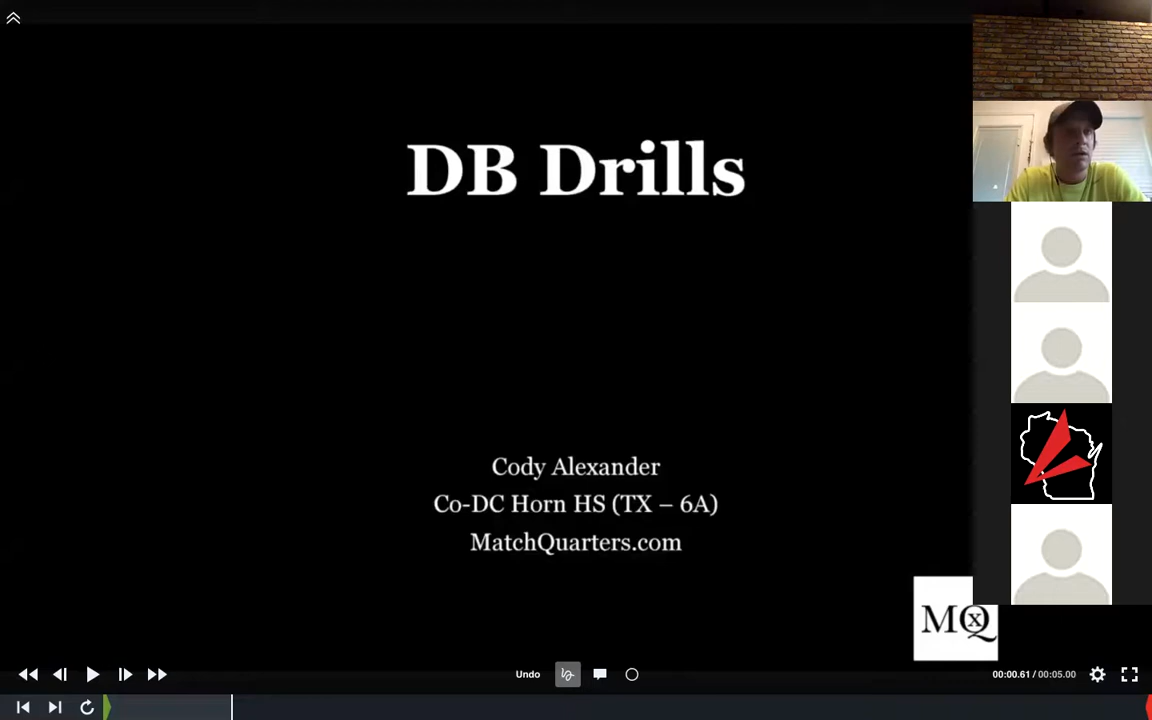 DB Drills
Cody Alexander
Co-DC Horn HS (TX – 6A)
MatchQuarters.com
MxQ
Undo
00:00.61 / 00:05.00